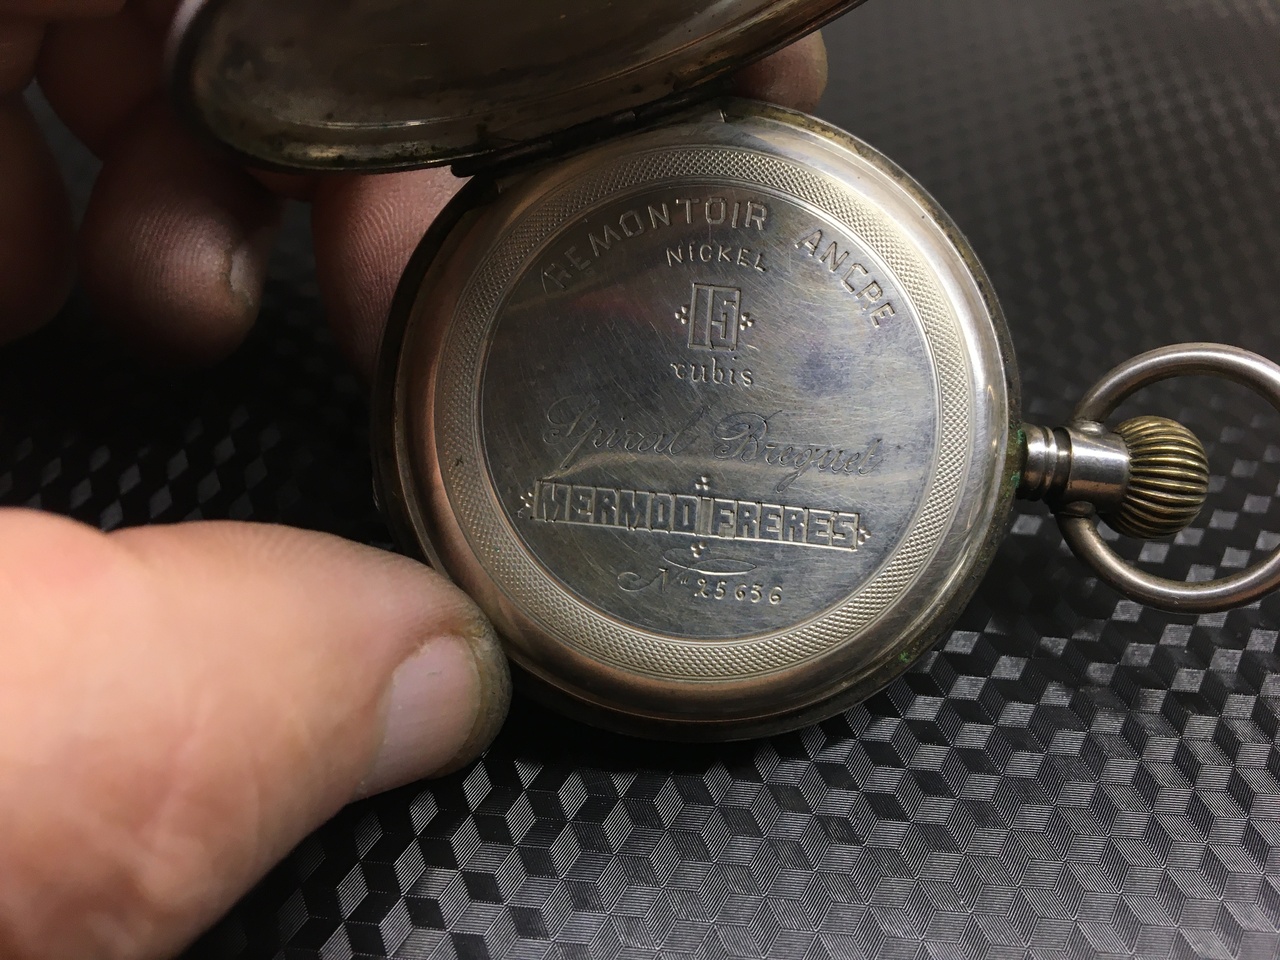 REMONTOIR ANCRE
NICKEL
15
rubis
Spiral Breguet
MERMOD FRERES
No 25656